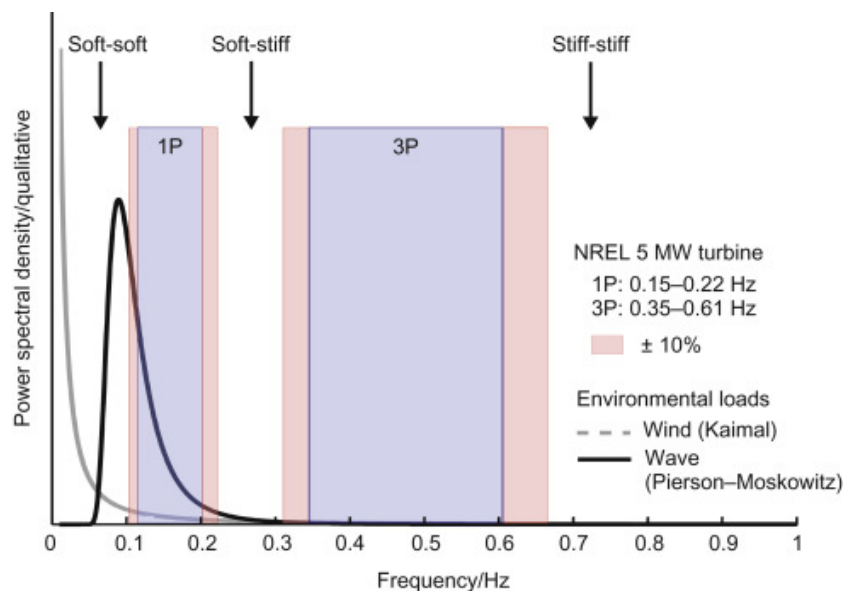 Soft-soft
Soft-stiff
Stiff-stiff
1P
3P
Power spectral density/qualitative
NREL 5 MW turbine
1P: 0.15–0.22 Hz
3P: 0.35–0.61 Hz
± 10%
Environmental loads
Wind (Kaimal)
Wave
(Pierson–Moskowitz)
0 0.1 0.2 0.3 0.4 0.5 0.6 0.7 0.8 0.9 1
Frequency/Hz